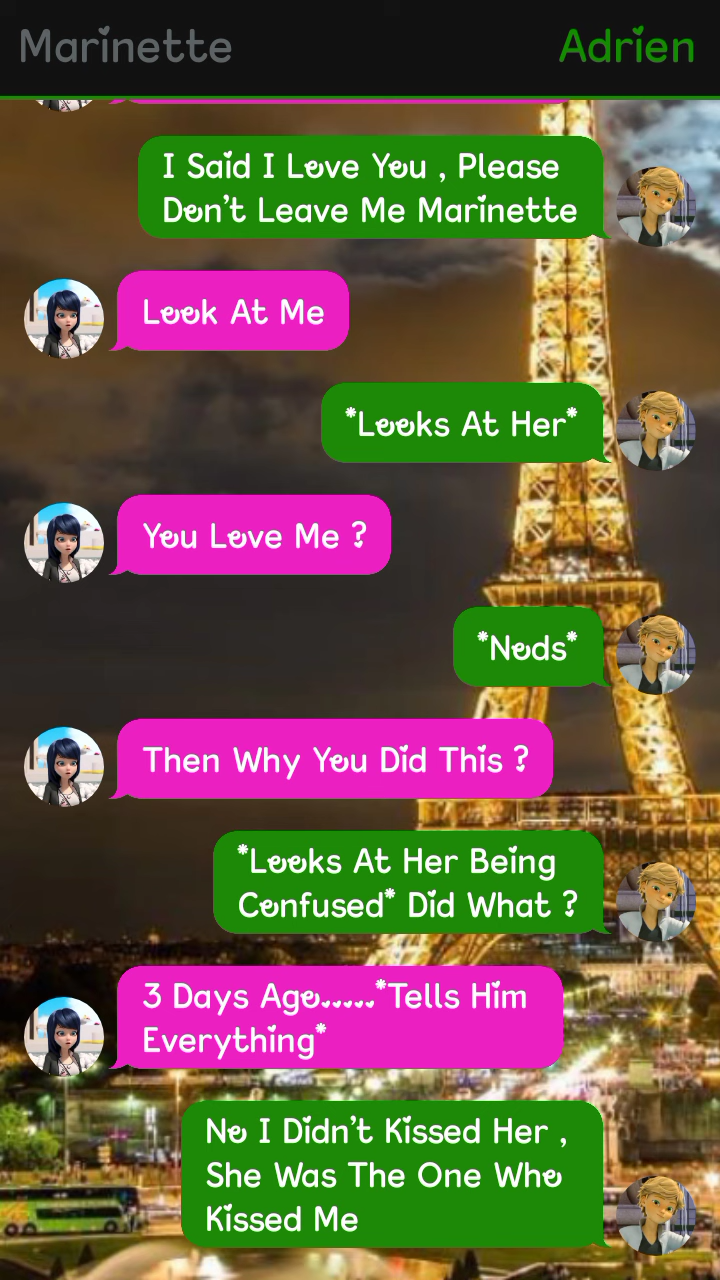 Marinette
Adrien
I Said I Love You , Please
Don't Leave Me Marinette
Look At Me
*Looks At Her*
You Love Me ?
*Nods*
Then Why You Did This ?
*Looks At Her Being
Confused* Did What ?
3 Days Ago.....*Tells Him
Everything*
No I Didn't Kissed Her ,
She Was The One Who
Kissed Me